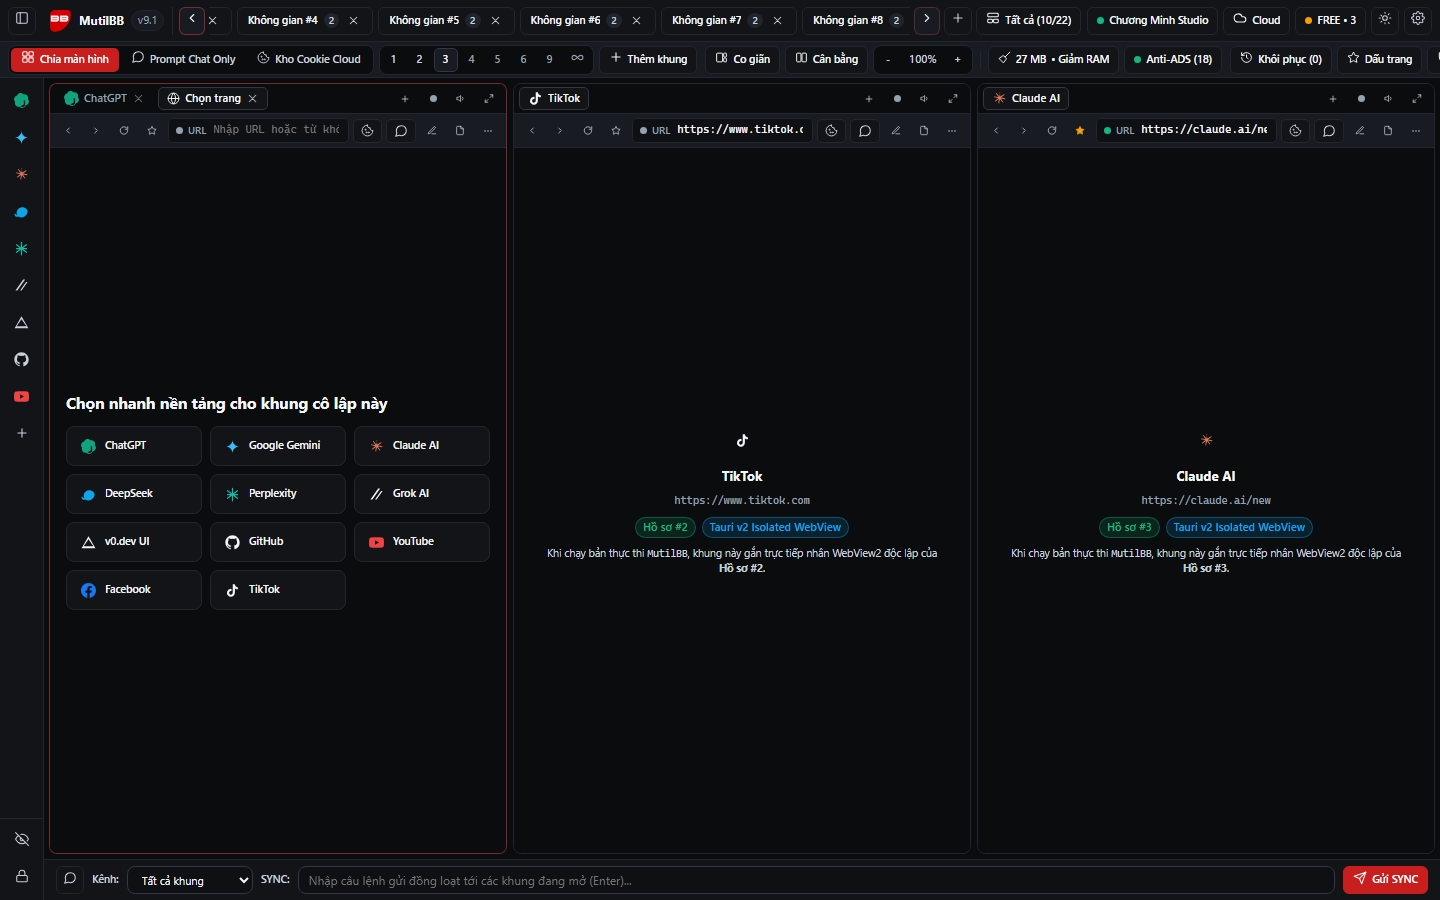 MutilBB v9.1 Không gian #4 2 Không gian #5 2 Không gian #6 2 Không gian #7 2 Không gian #8 2 Tất cả (10/22) Chương Minh Studio Cloud FREE • 3
Chia màn hình Prompt Chat Only Kho Cookie Cloud 1 2 3 4 5 6 9 ∞ Thêm khung Co giãn Cân bằng - 100% + 27 MB • Giảm RAM Anti-ADS (18) Khôi phục (0) Dấu trang
ChatGPT Chọn trang
URL Nhập URL hoặc từ khó
Chọn nhanh nền tảng cho khung cô lập này
ChatGPT Google Gemini Claude AI
DeepSeek Perplexity Grok AI
v0.dev UI GitHub YouTube
Facebook TikTok
TikTok
URL https://www.tiktok.c
TikTok
https://www.tiktok.com
Hồ sơ #2 Tauri v2 Isolated WebView
Khi chạy bản thực thi MutilBB, khung này gắn trực tiếp nhân WebView2 độc lập của
Hồ sơ #2.
Claude AI
URL https://claude.ai/ne
Claude AI
https://claude.ai/new
Hồ sơ #3 Tauri v2 Isolated WebView
Khi chạy bản thực thi MutilBB, khung này gắn trực tiếp nhân WebView2 độc lập của
Hồ sơ #3.
Kênh: Tất cả khung SYNC: Nhập câu lệnh gửi đồng loạt tới các khung đang mở (Enter)... Gửi SYNC